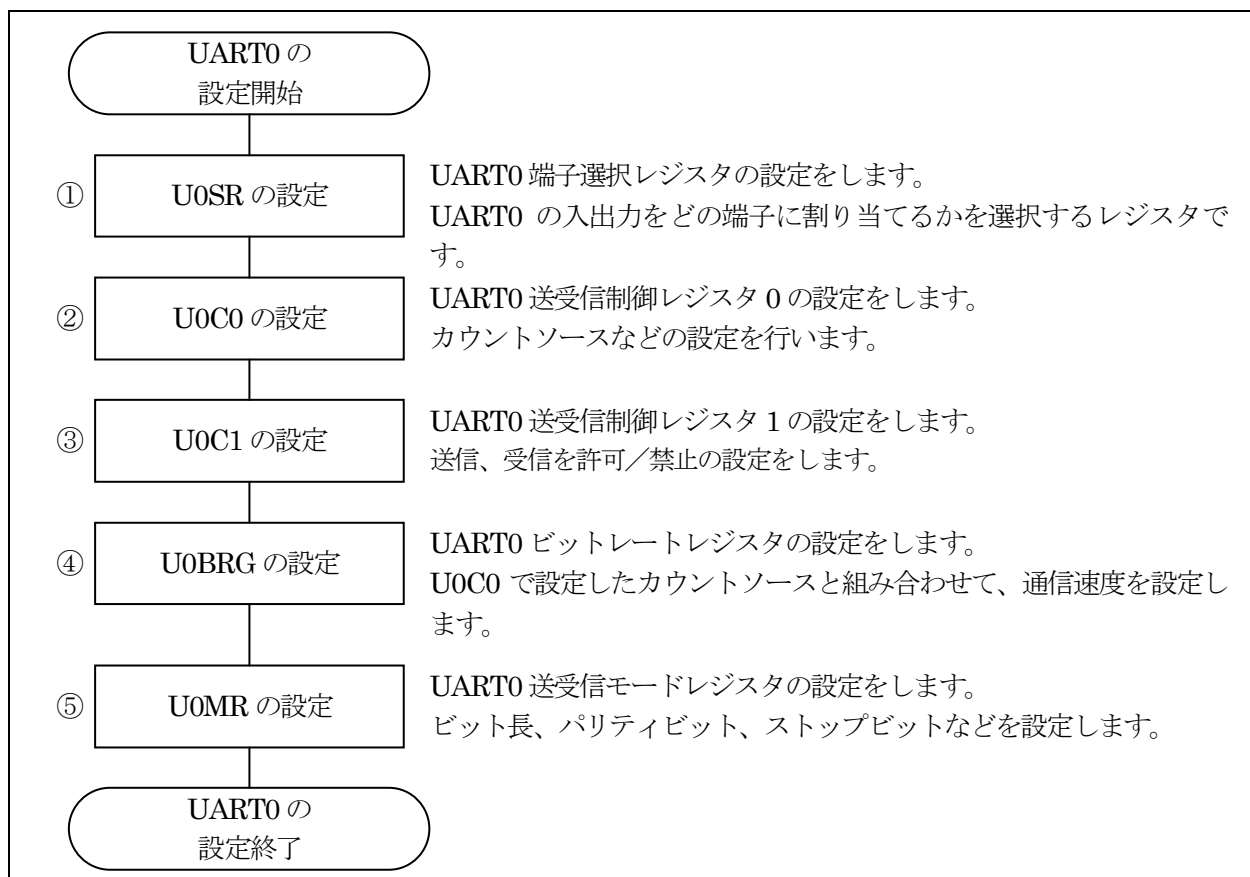 UART0 の
設定開始
① U0SR の設定
UART0 端子選択レジスタの設定をします。
UART0 の入出力をどの端子に割り当てるかを選択するレジスタで
す。
② U0C0 の設定
UART0 送受信制御レジスタ 0 の設定をします。
カウントソースなどの設定を行います。
③ U0C1 の設定
UART0 送受信制御レジスタ 1 の設定をします。
送信、受信を許可／禁止の設定をします。
④ U0BRG の設定
UART0 ビットレートレジスタの設定をします。
U0C0 で設定したカウントソースと組み合わせて、通信速度を設定し
ます。
⑤ U0MR の設定
UART0 送受信モードレジスタの設定をします。
ビット長、パリティビット、ストップビットなどを設定します。
UART0 の
設定終了